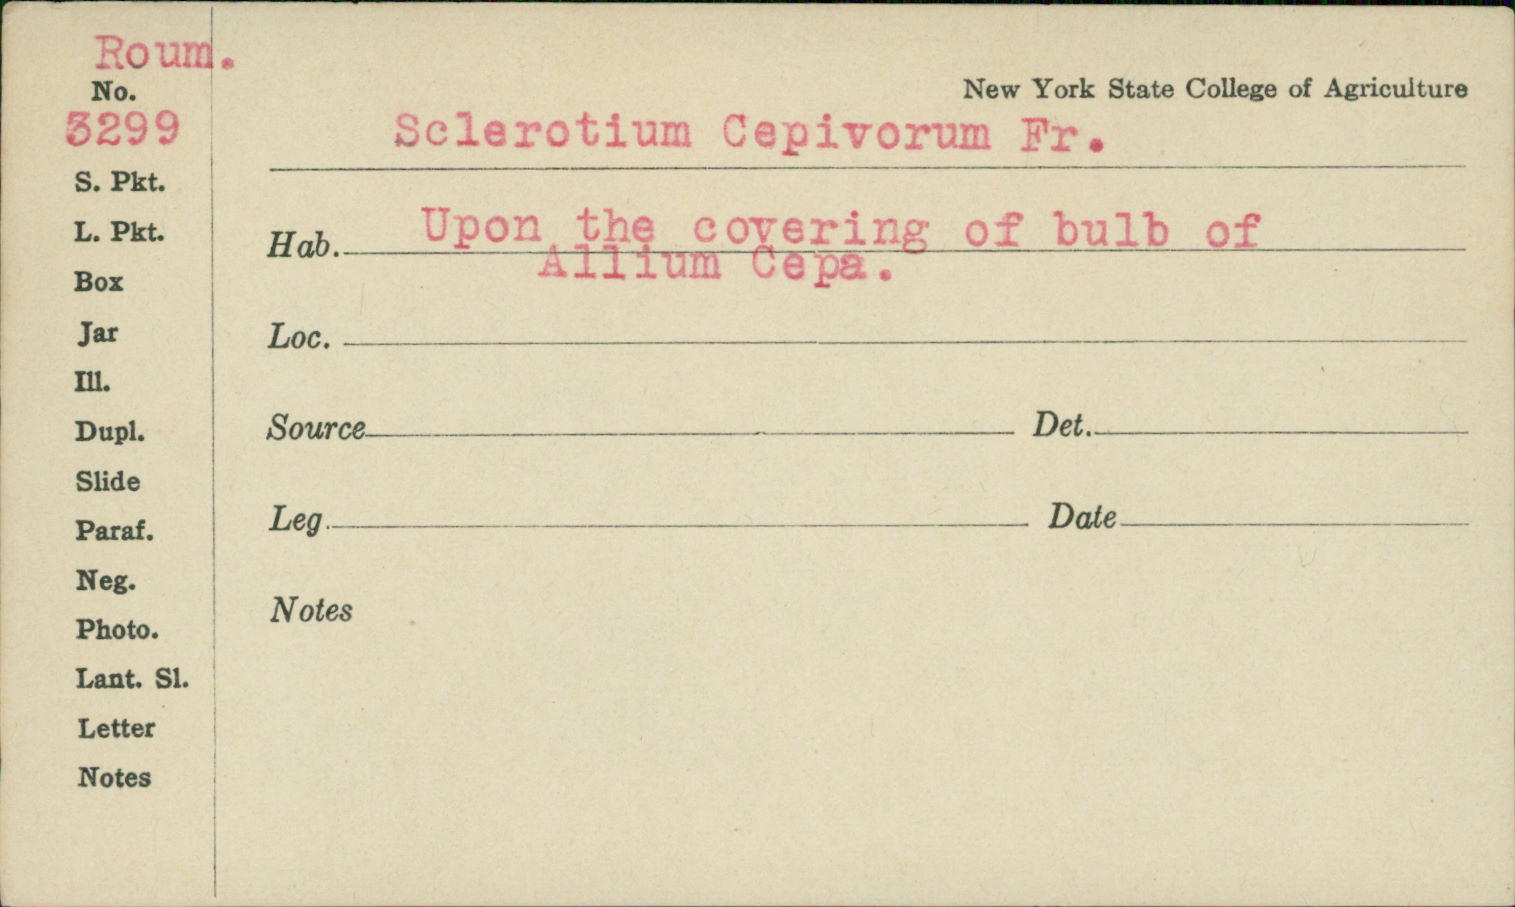 Roum.
No.
3299
S. Pkt.
L. Pkt.
Box
Jar
Ill.
Dupl.
Slide
Paraf.
Neg.
Photo.
Lant. Sl.
Letter
Notes
New York State College of Agriculture
Sclerotium Cepivorum Fr.
Hab. Upon the covering of bulb of
Allium Cepa.
Loc.
Source Det.
Leg. Date
Notes